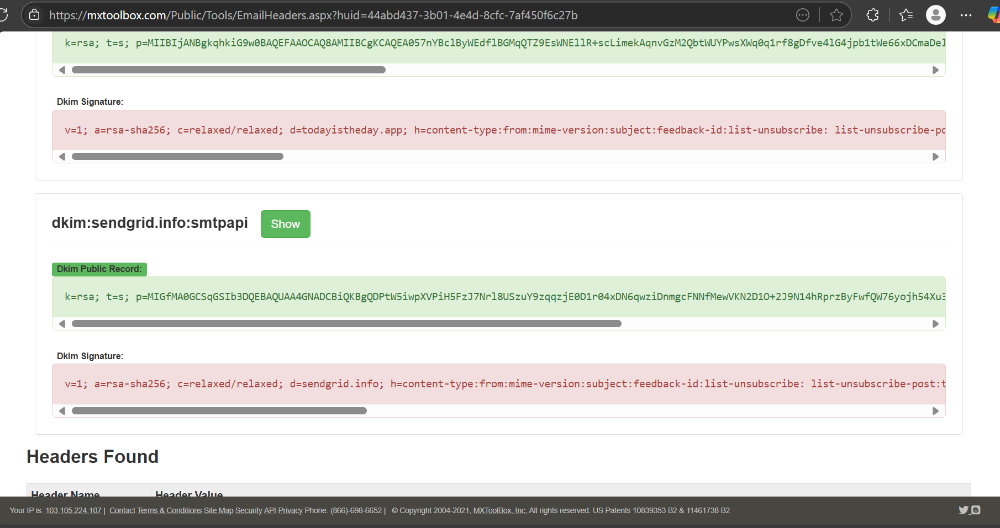 https://mxtoolbox.com/Public/Tools/EmailHeaders.aspx?huid=44abd437-3b01-4e4d-8cfc-7af450f6c27b
k=rsa; t=s; p=MIIBIjANBgkqhkiG9w0BAQEFAAOCAQ8AMIIBCgKCAQEA057nYBclByWEdflBGMqQTZ9EsWNEllR+scLimekAqnvGzM2QbtWUYPwsXWq0q1rf8gDfve4lG4jpb1tWe66xDCmaDel
Dkim Signature:
v=1; a=rsa-sha256; c=relaxed/relaxed; d=todayistheday.app; h=content-type:from:mime-version:subject:feedback-id:list-unsubscribe: list-unsubscribe-po
dkim:sendgrid.info:smtpapi Show
Dkim Public Record:
k=rsa; t=s; p=MIGfMA0GCSqGSIb3DQEBAQUAA4GNADCBiQKBgQDPtW5iwpXVPiH5FzJ7Nrl8USzuY9zqqzjE0D1r04xDN6qwziDnmgcFNNfMewVKN2D1O+2J9N14hRprzByFwfQW76yojh54Xu3
Dkim Signature:
v=1; a=rsa-sha256; c=relaxed/relaxed; d=sendgrid.info; h=content-type:from:mime-version:subject:feedback-id:list-unsubscribe: list-unsubscribe-post:t
Headers Found
Header Name Header Value
Your IP is: 103.105.224.107 | Contact Terms & Conditions Site Map Security API Privacy Phone: (866)-698-6652 | © Copyright 2004-2021, MXToolBox, Inc, All rights reserved. US Patents 10839353 B2 & 11461738 B2